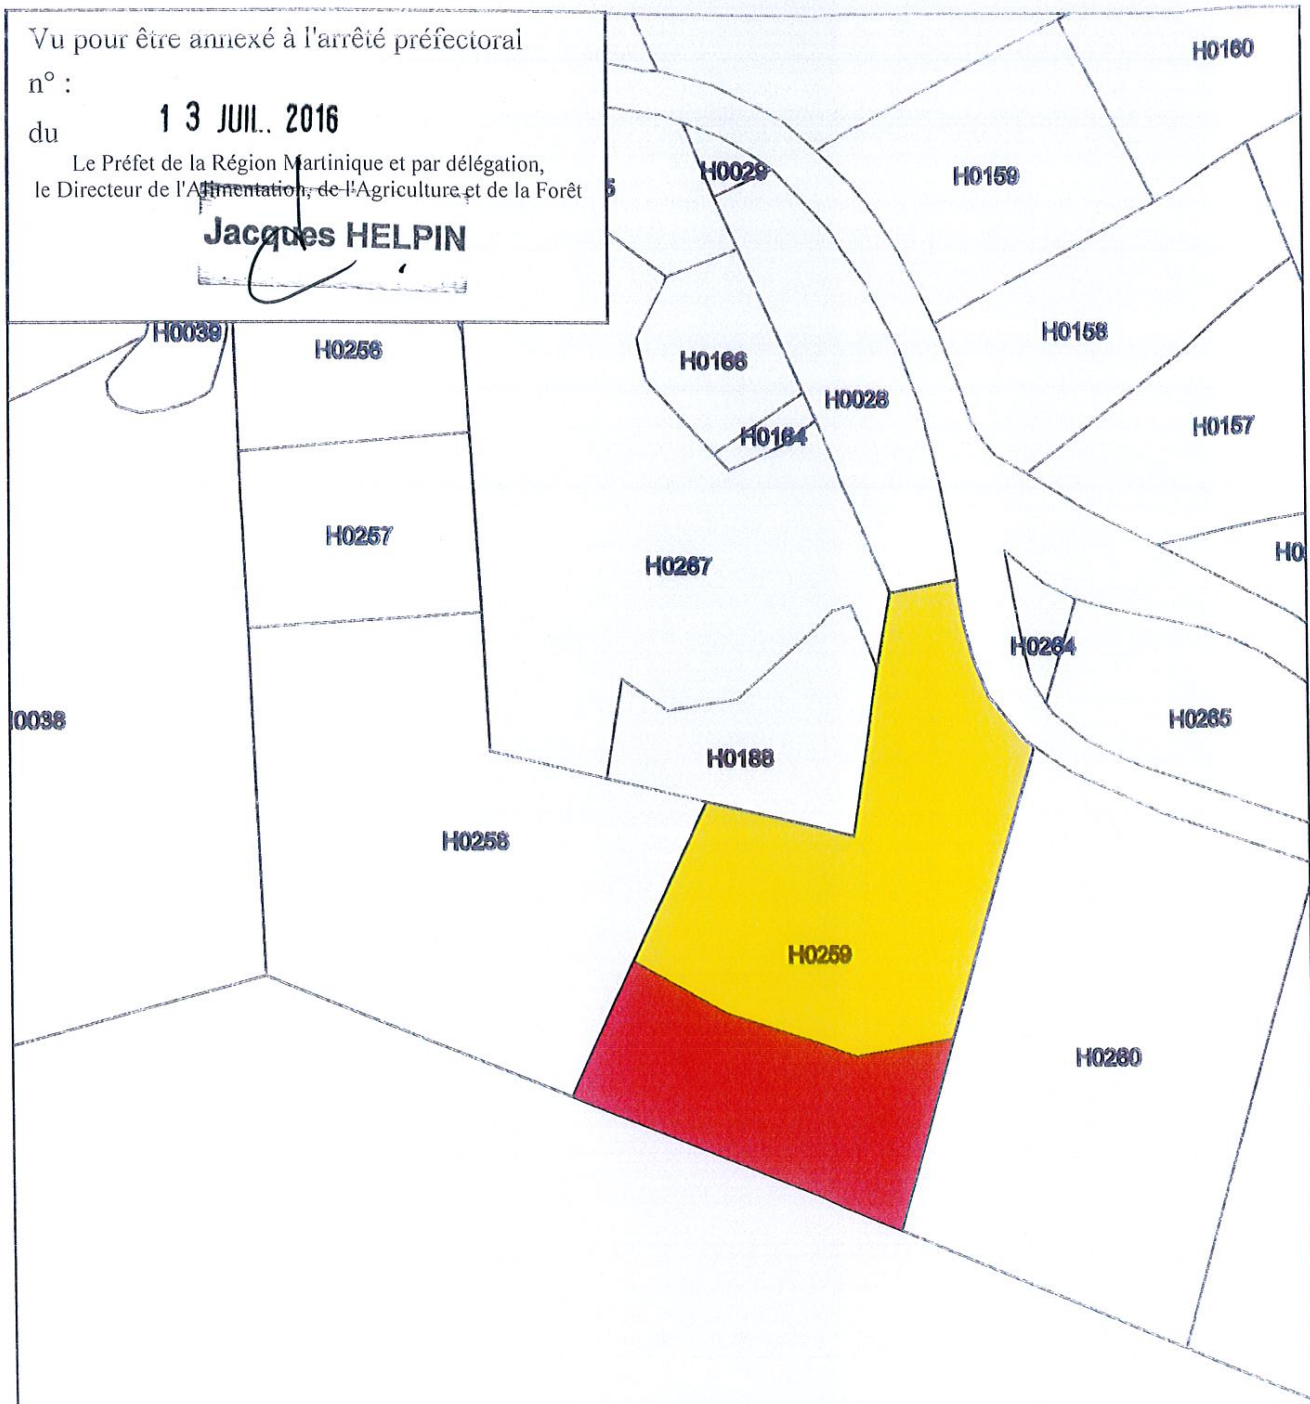 Vu pour être annexé à l'arrêté préfectoral
n° :
du 13 JUIL. 2016
Le Préfet de la Région Martinique et par délégation,
le Directeur de l'Alimentation, de l'Agriculture et de la Forêt
Jacques HELPIN
H0160
H0029
H0159
H0039
H0256
H0166
H0158
H0028
H0164
H0157
H0257
H0267
H0
H0264
H0038
H0188
H0265
H0258
H0259
H0260